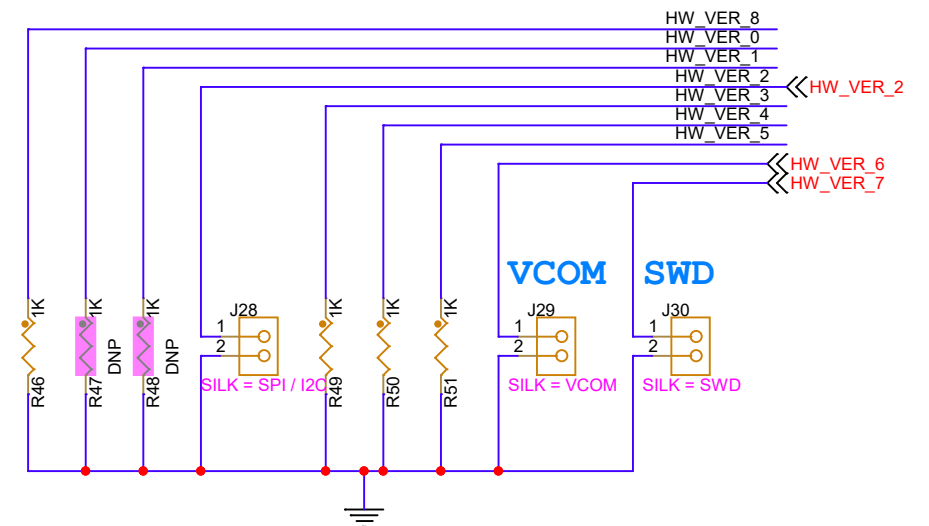 HW_VER_8
HW_VER_0
HW_VER_1
HW_VER_2
HW_VER_2
HW_VER_3
HW_VER_4
HW_VER_5
HW_VER_6
HW_VER_7
VCOM
SWD
1K
1K
1K
J28
1K
1K
1K
J29
J30
1
2
1
2
1
2
DNP
DNP
SILK = SPI / I2C
SILK = VCOM
SILK = SWD
R46
R47
R48
R49
R50
R51